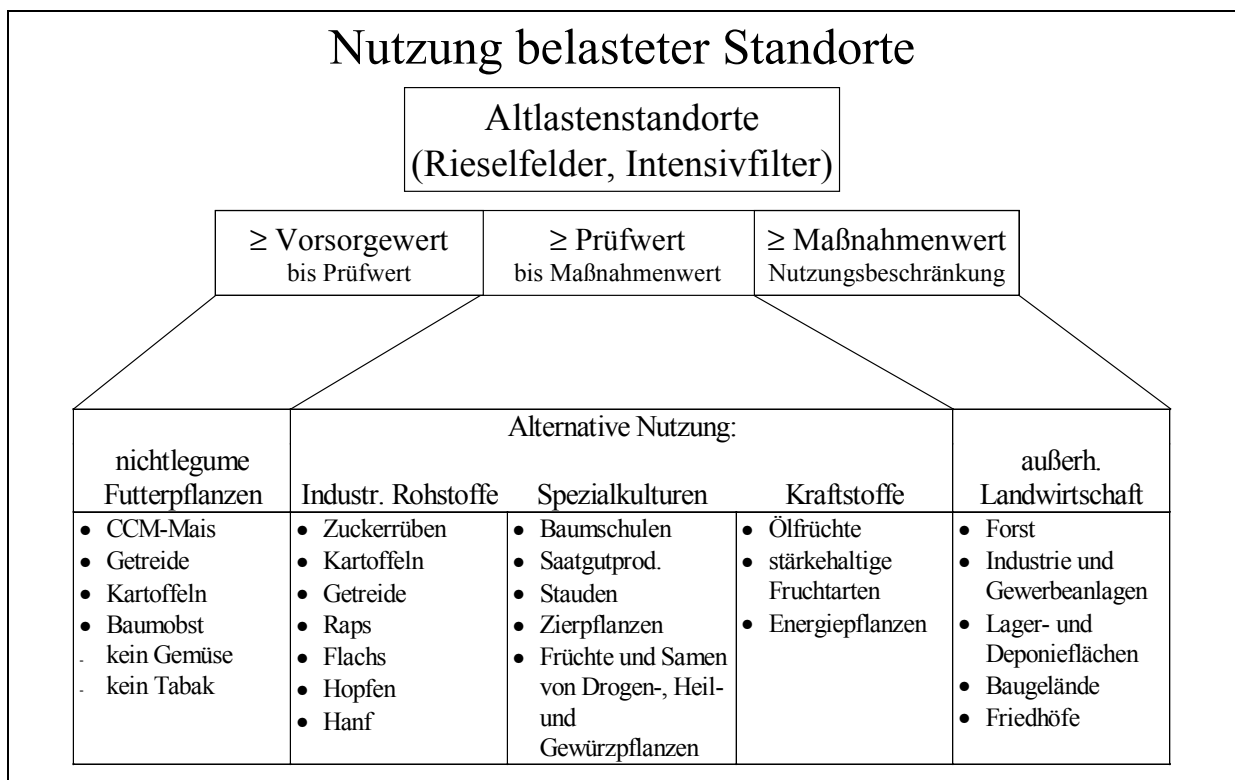 Nutzung belasteter Standorte
Altlastenstandorte
(Rieselfelder, Intensivfilter)
≥ Vorsorgewert
bis Prüfwert
≥ Prüfwert
bis Maßnahmenwert
≥ Maßnahmenwert
Nutzungsbeschränkung
nichtlegume
Futterpflanzen
• CCM-Mais
• Getreide
• Kartoffeln
• Baumobst
- kein Gemüse
- kein Tabak
Alternative Nutzung:
Industr. Rohstoffe
• Zuckerrüben
• Kartoffeln
• Getreide
• Raps
• Flachs
• Hopfen
• Hanf
Spezialkulturen
• Baumschulen
• Saatgutprod.
• Stauden
• Zierpflanzen
• Früchte und Samen
von Drogen-, Heil-
und
Gewürzpflanzen
Kraftstoffe
• Ölfrüchte
• stärkehaltige
Fruchtarten
• Energiepflanzen
außerh.
Landwirtschaft
• Forst
• Industrie und
Gewerbeanlagen
• Lager- und
Deponieflächen
• Baugelände
• Friedhöfe